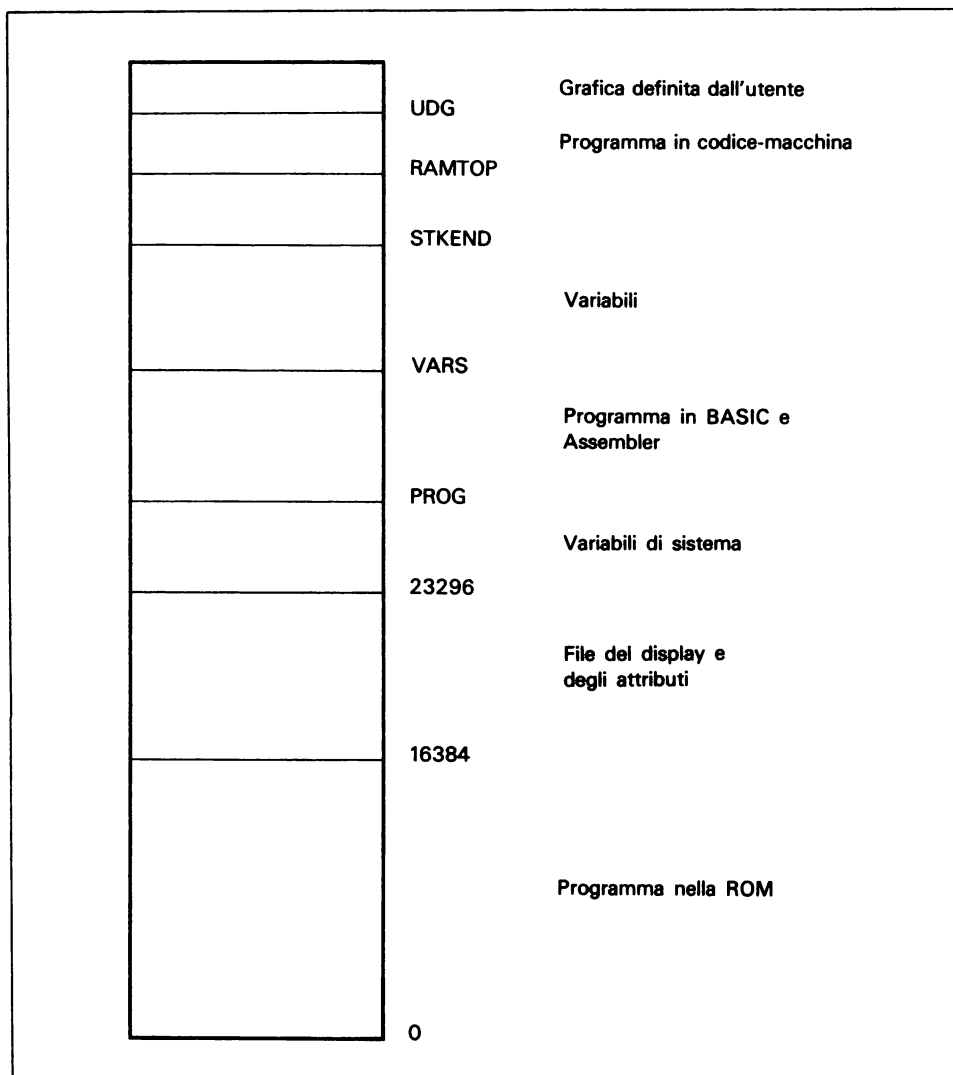 Grafica definita dall'utente
UDG
Programma in codice-macchina
RAMTOP
STKEND
Variabili
VARS
Programma in BASIC e
Assembler
PROG
Variabili di sistema
23296
File del display e
degli attributi
16384
Programma nella ROM
0